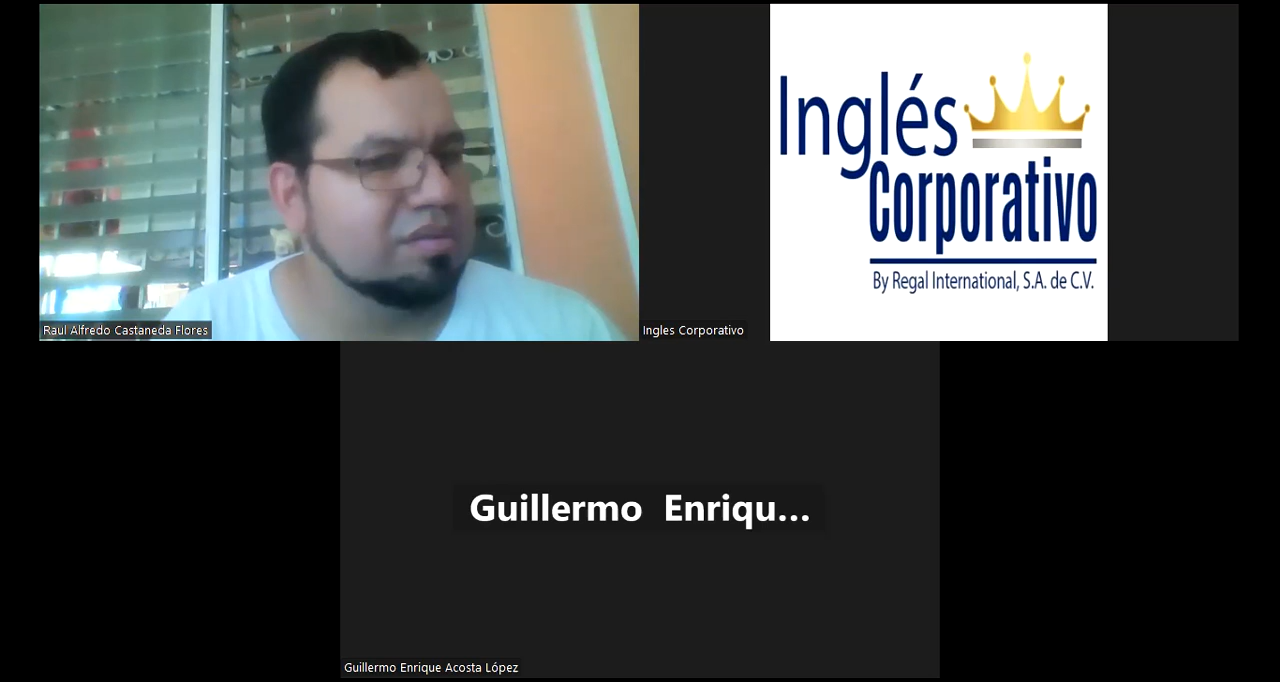 Inglés
Corporativo
By Regal International, S.A. de C.V.
Raul Alfredo Castaneda Flores
Ingles Corporativo
Guillermo Enriqu...
Guillermo Enrique Acosta López